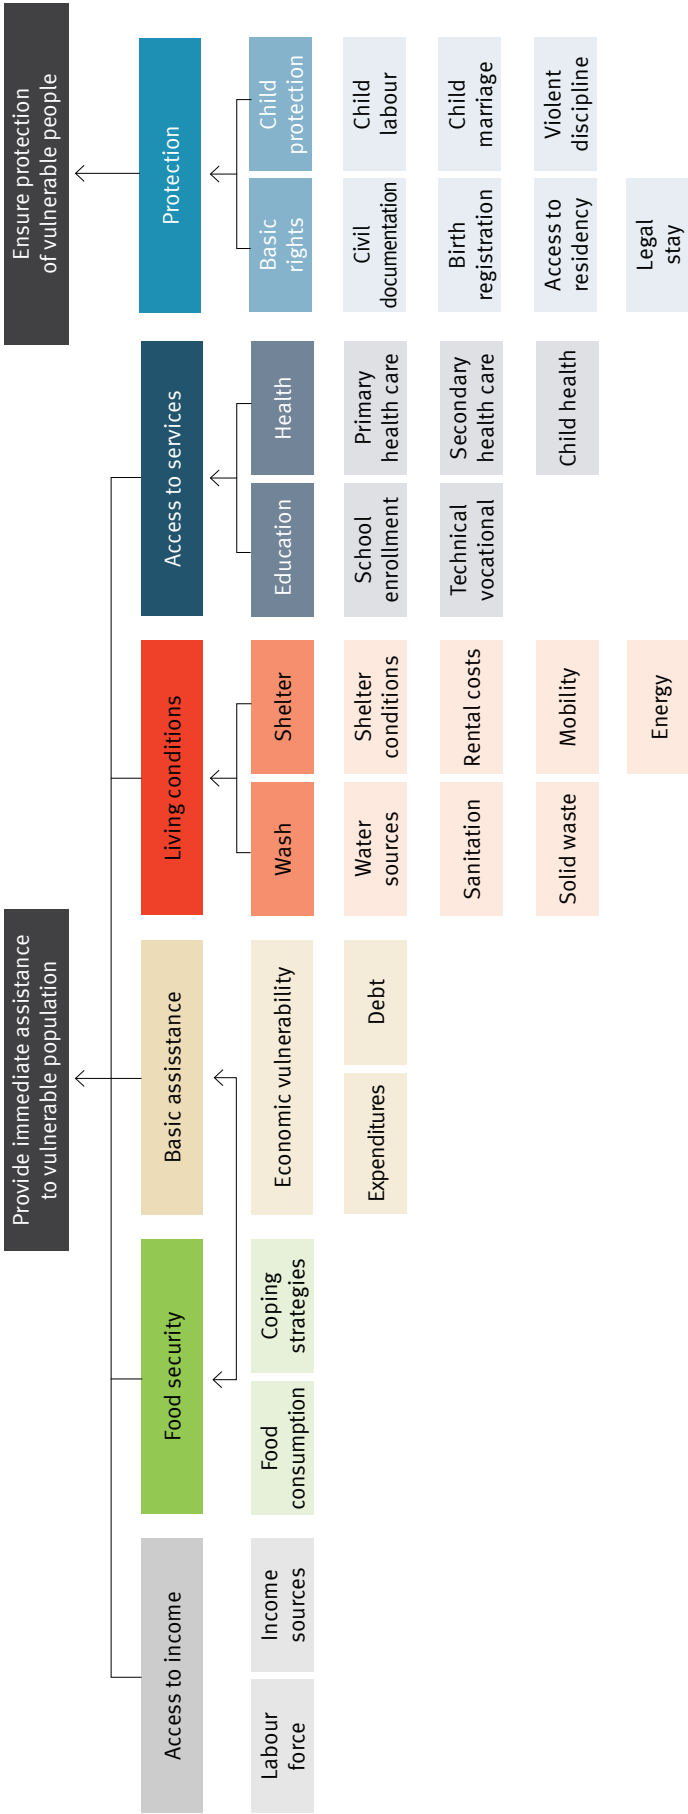 Provide immediate assistance
to vulnerable population
Ensure protection
of vulnerable people
Access to income
Food security
Basic assisstance
Living conditions
Access to services
Protection
Labour
force
Income
sources
Food
consumption
Coping
strategies
Economic vulnerability
Wash
Shelter
Education
Health
Basic
rights
Child
protection
Expenditures
Debt
Water
sources
Shelter
conditions
School
enrollment
Primary
health care
Civil
documentation
Child
labour
Sanitation
Rental costs
Technical
vocational
Secondary
health care
Birth
registration
Child
marriage
Solid waste
Mobility
Child health
Access to
residency
Violent
discipline
Energy
Legal
stay